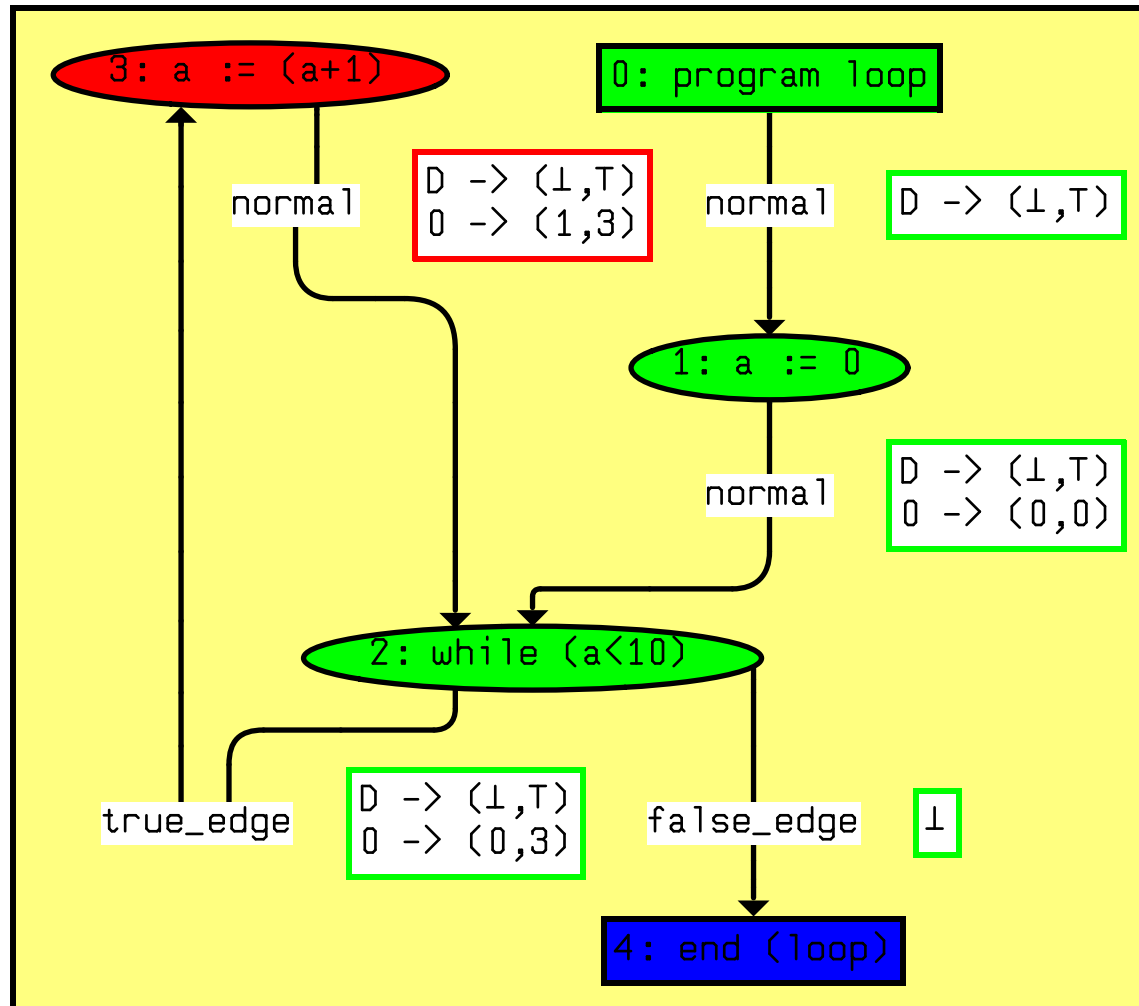 3: a := (a+1)
0: program loop
normal
D -> (⊥,T)
0 -> (1,3)
normal
D -> (⊥,T)
1: a := 0
normal
D -> (⊥,T)
0 -> (0,0)
2: while (a<10)
true_edge
D -> (⊥,T)
0 -> (0,3)
false_edge
⊥
4: end (loop)